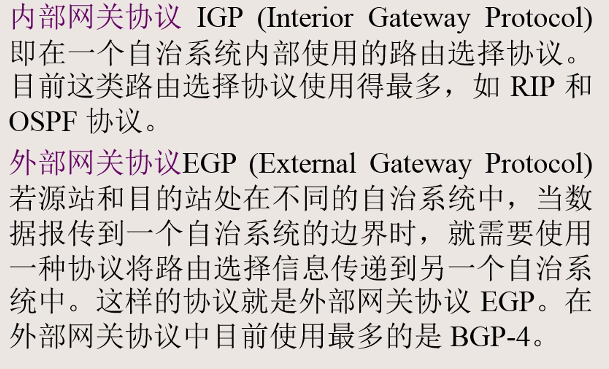 内部网关协议 IGP (Interior Gateway Protocol)
即在一个自治系统内部使用的路由选择协议。
目前这类路由选择协议使用得最多，如 RIP 和
OSPF 协议。
外部网关协议EGP (External Gateway Protocol)
若源站和目的站处在不同的自治系统中，当数
据报传到一个自治系统的边界时，就需要使用
一种协议将路由选择信息传递到另一个自治系
统中。这样的协议就是外部网关协议 EGP。在
外部网关协议中目前使用最多的是 BGP-4。